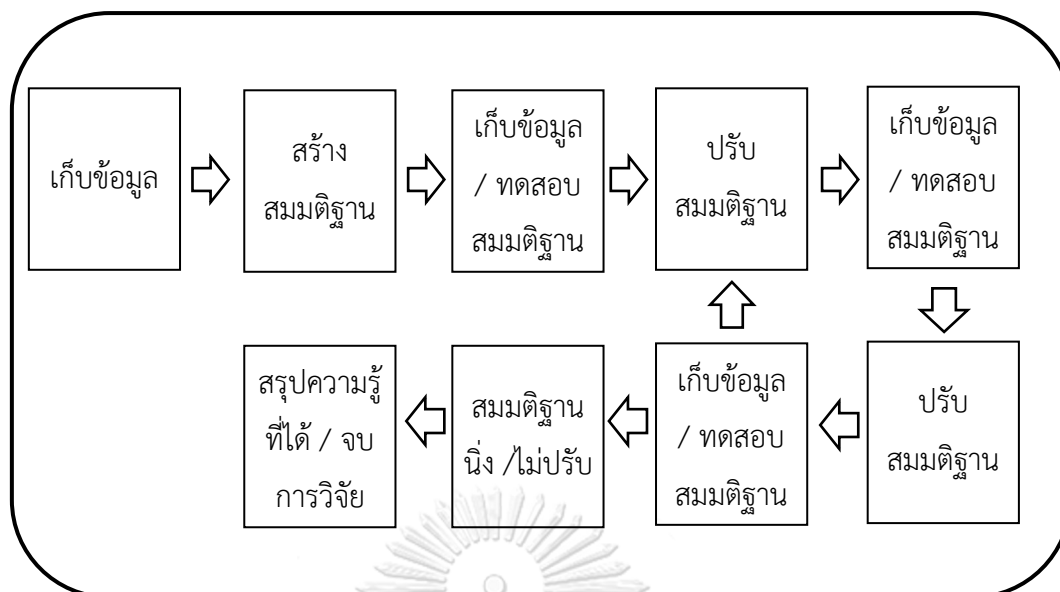 เก็บข้อมูล
สร้าง
สมมติฐาน
เก็บข้อมูล
/ ทดสอบ
สมมติฐาน
ปรับ
สมมติฐาน
เก็บข้อมูล
/ ทดสอบ
สมมติฐาน
ปรับ
สมมติฐาน
เก็บข้อมูล
/ ทดสอบ
สมมติฐาน
สมมติฐาน
นิ่ง /ไม่ปรับ
สรุปความรู้
ที่ได้ / จบ
การวิจัย